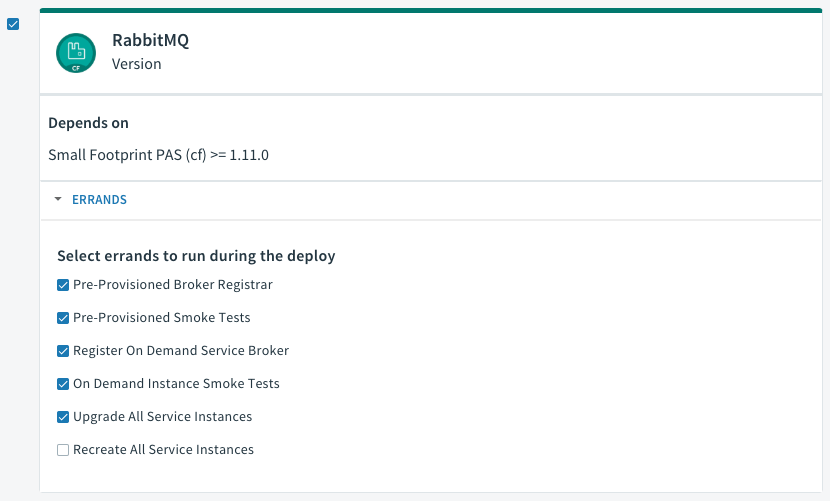 RabbitMQ
CF
Version
Depends on
Small Footprint PAS (cf) >= 1.11.0
ERRANDS
Select errands to run during the deploy
Pre-Provisioned Broker Registrar
Pre-Provisioned Smoke Tests
Register On Demand Service Broker
On Demand Instance Smoke Tests
Upgrade All Service Instances
Recreate All Service Instances